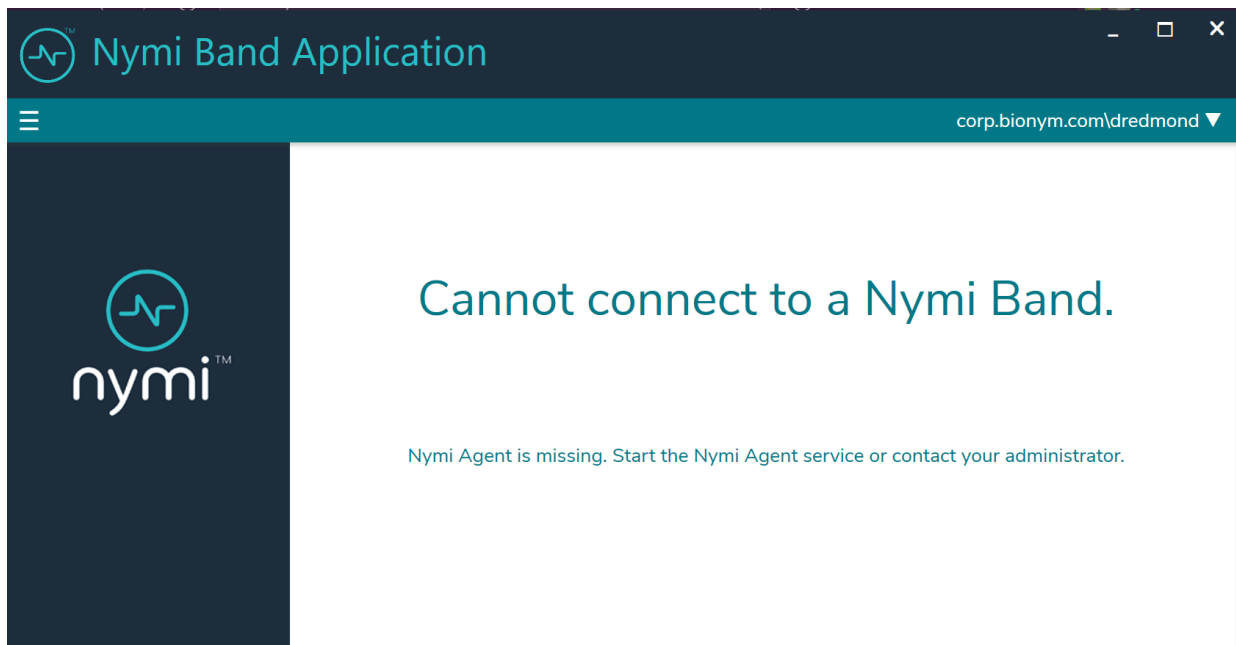 Nymi Band Application
corp.bionym.com\dredmond ▼
nymi™
Cannot connect to a Nymi Band.
Nymi Agent is missing. Start the Nymi Agent service or contact your administrator.